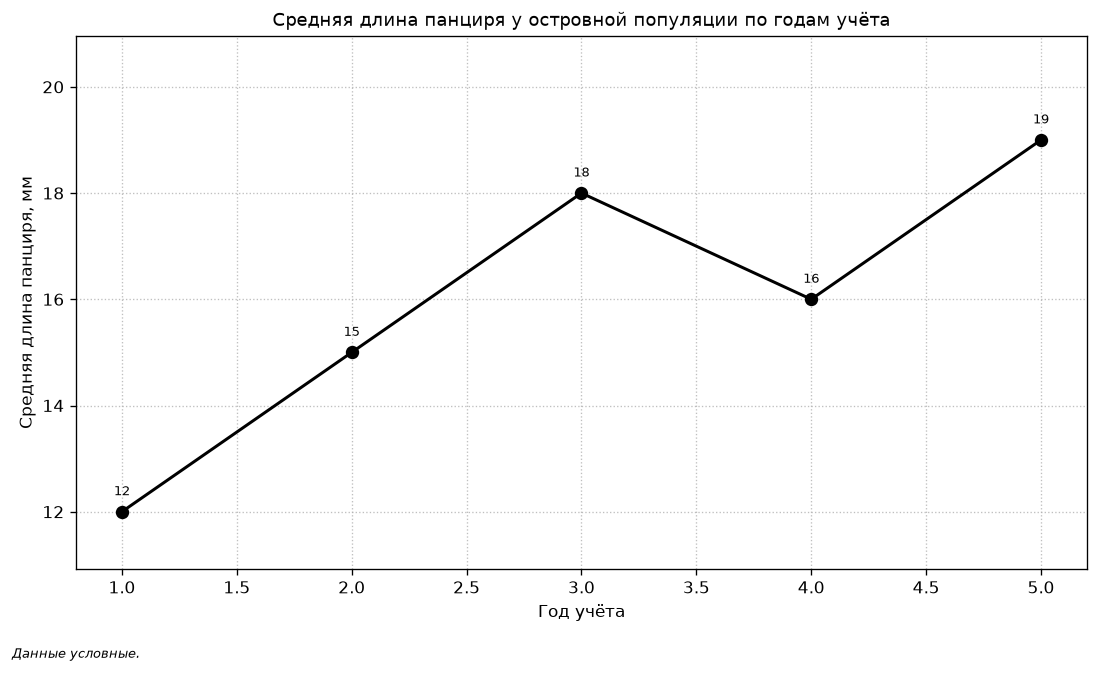 Средняя длина панциря у островной популяции по годам учёта
Средняя длина панциря, мм
20
18
16
14
12
12
15
18
16
19
1.0 1.5 2.0 2.5 3.0 3.5 4.0 4.5 5.0
Год учёта
Данные условные.